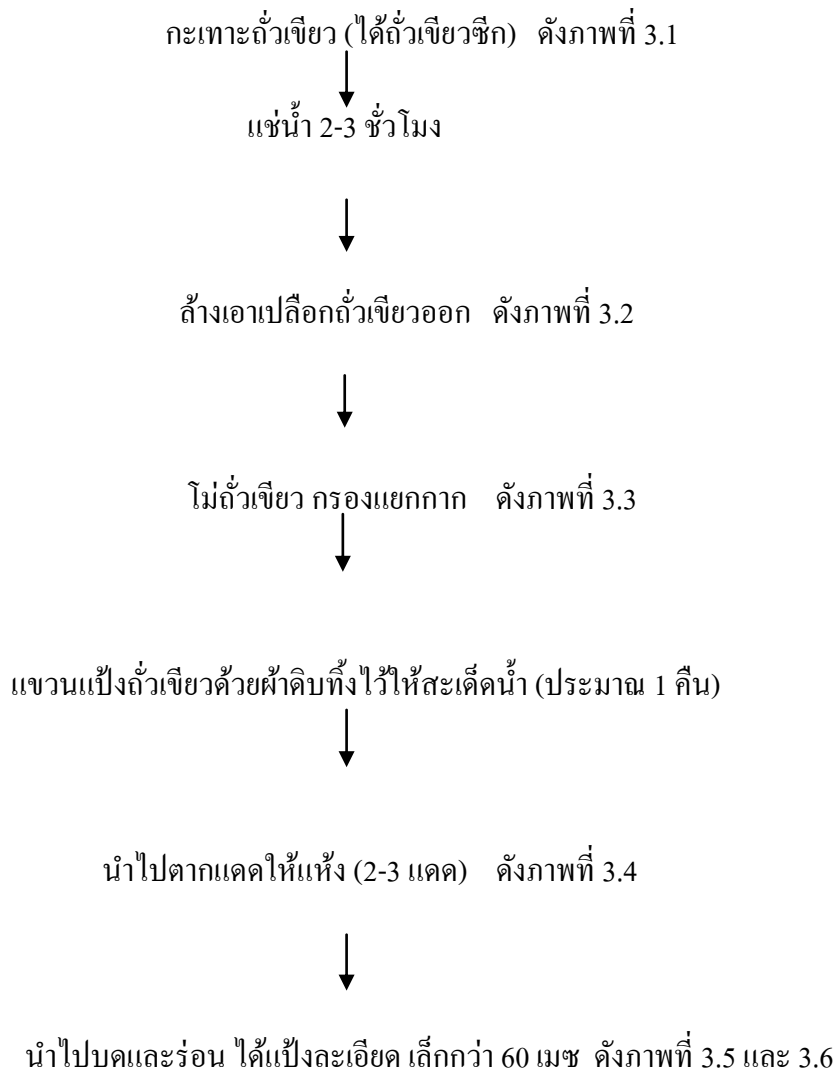 กะเทาะถั่วเขียว (ได้ถั่วเขียวซีก) ดังภาพที่ 3.1
แช่น้ำ 2-3 ชั่วโมง
ล้างเอาเปลือกถั่วเขียวออก ดังภาพที่ 3.2
โม่ถั่วเขียว กรองแยกกาก ดังภาพที่ 3.3
แขวนแป้งถั่วเขียวด้วยผ้าดิบทิ้งไว้ให้สะเด็ดน้ำ (ประมาณ 1 คืน)
นำไปตากแดดให้แห้ง (2-3 แดด) ดังภาพที่ 3.4
นำไปบดและร่อน ได้แป้งละเอียด เล็กกว่า 60 เมซ ดังภาพที่ 3.5 และ 3.6